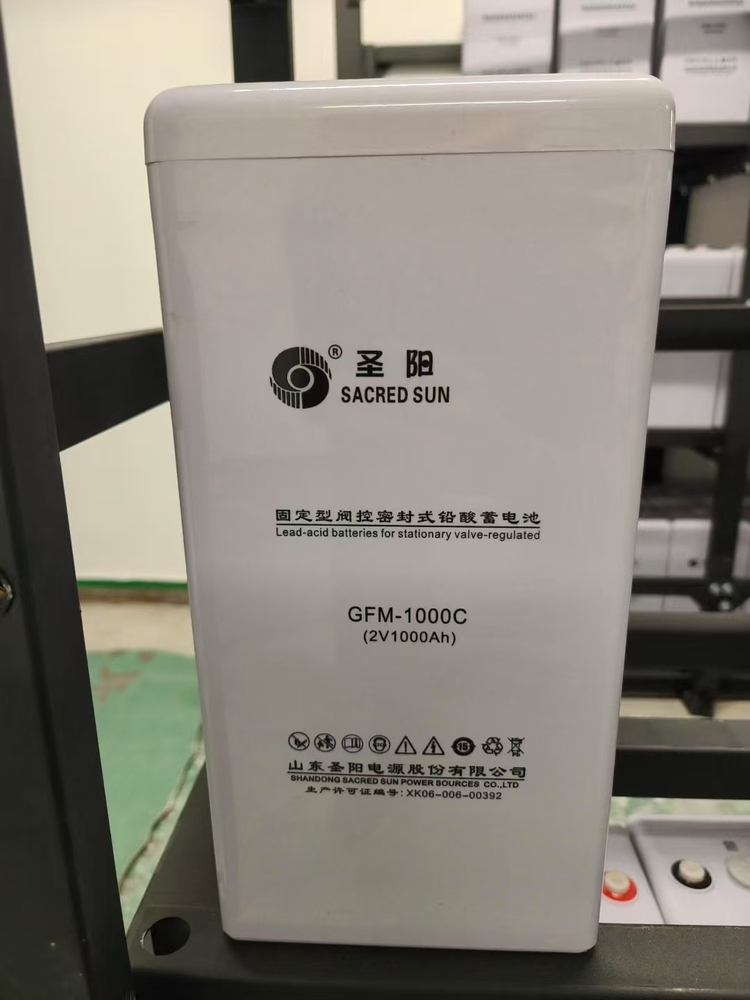 ® 圣阳
SACRED SUN
固定型阀控密封式铅酸蓄电池
Lead-acid batteries for stationary valve-regulated
GFM-1000C
(2V1000Ah)
15
山东圣阳电源股份有限公司
SHANDONG SACRED SUN POWER SOURCES CO.,LTD
生产许可证编号: XK06-006-00392